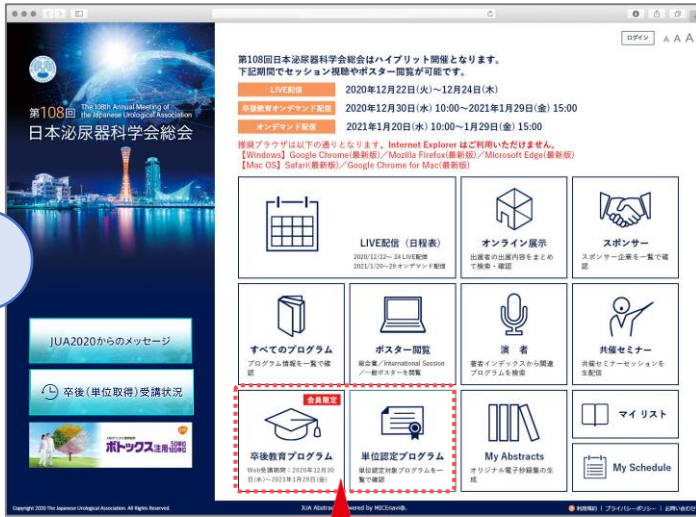 ログイン A A A
第108回 The 108th Annual Meeting of
the Japanese Urological Association
日本泌尿器科学会総会
JUA2020からのメッセージ
卒後(単位取得)受講状況
ボトックス注用50単位
100単位
第108回日本泌尿器科学会総会はハイブリット開催となります。
下記期間でセッション視聴やポスター閲覧が可能です。
LIVE配信 2020年12月22日(火)〜12月24日(木)
卒後教育オンデマンド配信 2020年12月30日(水) 10:00〜2021年1月29日(金) 15:00
オンデマンド配信 2021年1月20日(水) 10:00〜1月29日(金) 15:00
推奨ブラウザは以下の通りとなります。Internet Explorer はご利用いただけません。
【Windows】Google Chrome(最新版)／Mozilla Firefox(最新版)／Microsoft Edge(最新版)
【Mac OS】Safari(最新版)／Google Chrome for Mac(最新版)
LIVE配信（日程表）
2020/12/22〜 24 LIVE配信
2021/1/20〜29 オンデマンド配信
オンライン展示
出展者の出展内容をまとめ
て検索・確認
スポンサー
スポンサー企業を一覧で確
認
すべてのプログラム
プログラム情報を一覧で確
認
ポスター閲覧
総会賞／International Session
／一般ポスターを閲覧
演 者
著者インデックスから関連
プログラムを検索
共催セミナー
共催セミナーセッションを
生配信
会員限定
卒後教育プログラム
Web受講期間：2020年12月30
日(水)〜2021年1月29日(金)
単位認定プログラム
単位認定対象プログラムを一
覧で確認
My Abstracts
オリジナル電子抄録集の生
成
マイ リスト
My Schedule
Copyright 2020 The Japanese Urological Association. All Rights Reserved.
JUA Abstrac
wered by MICEnavi®.
利用規約 | プライバシーポリシー | お問い合わせ